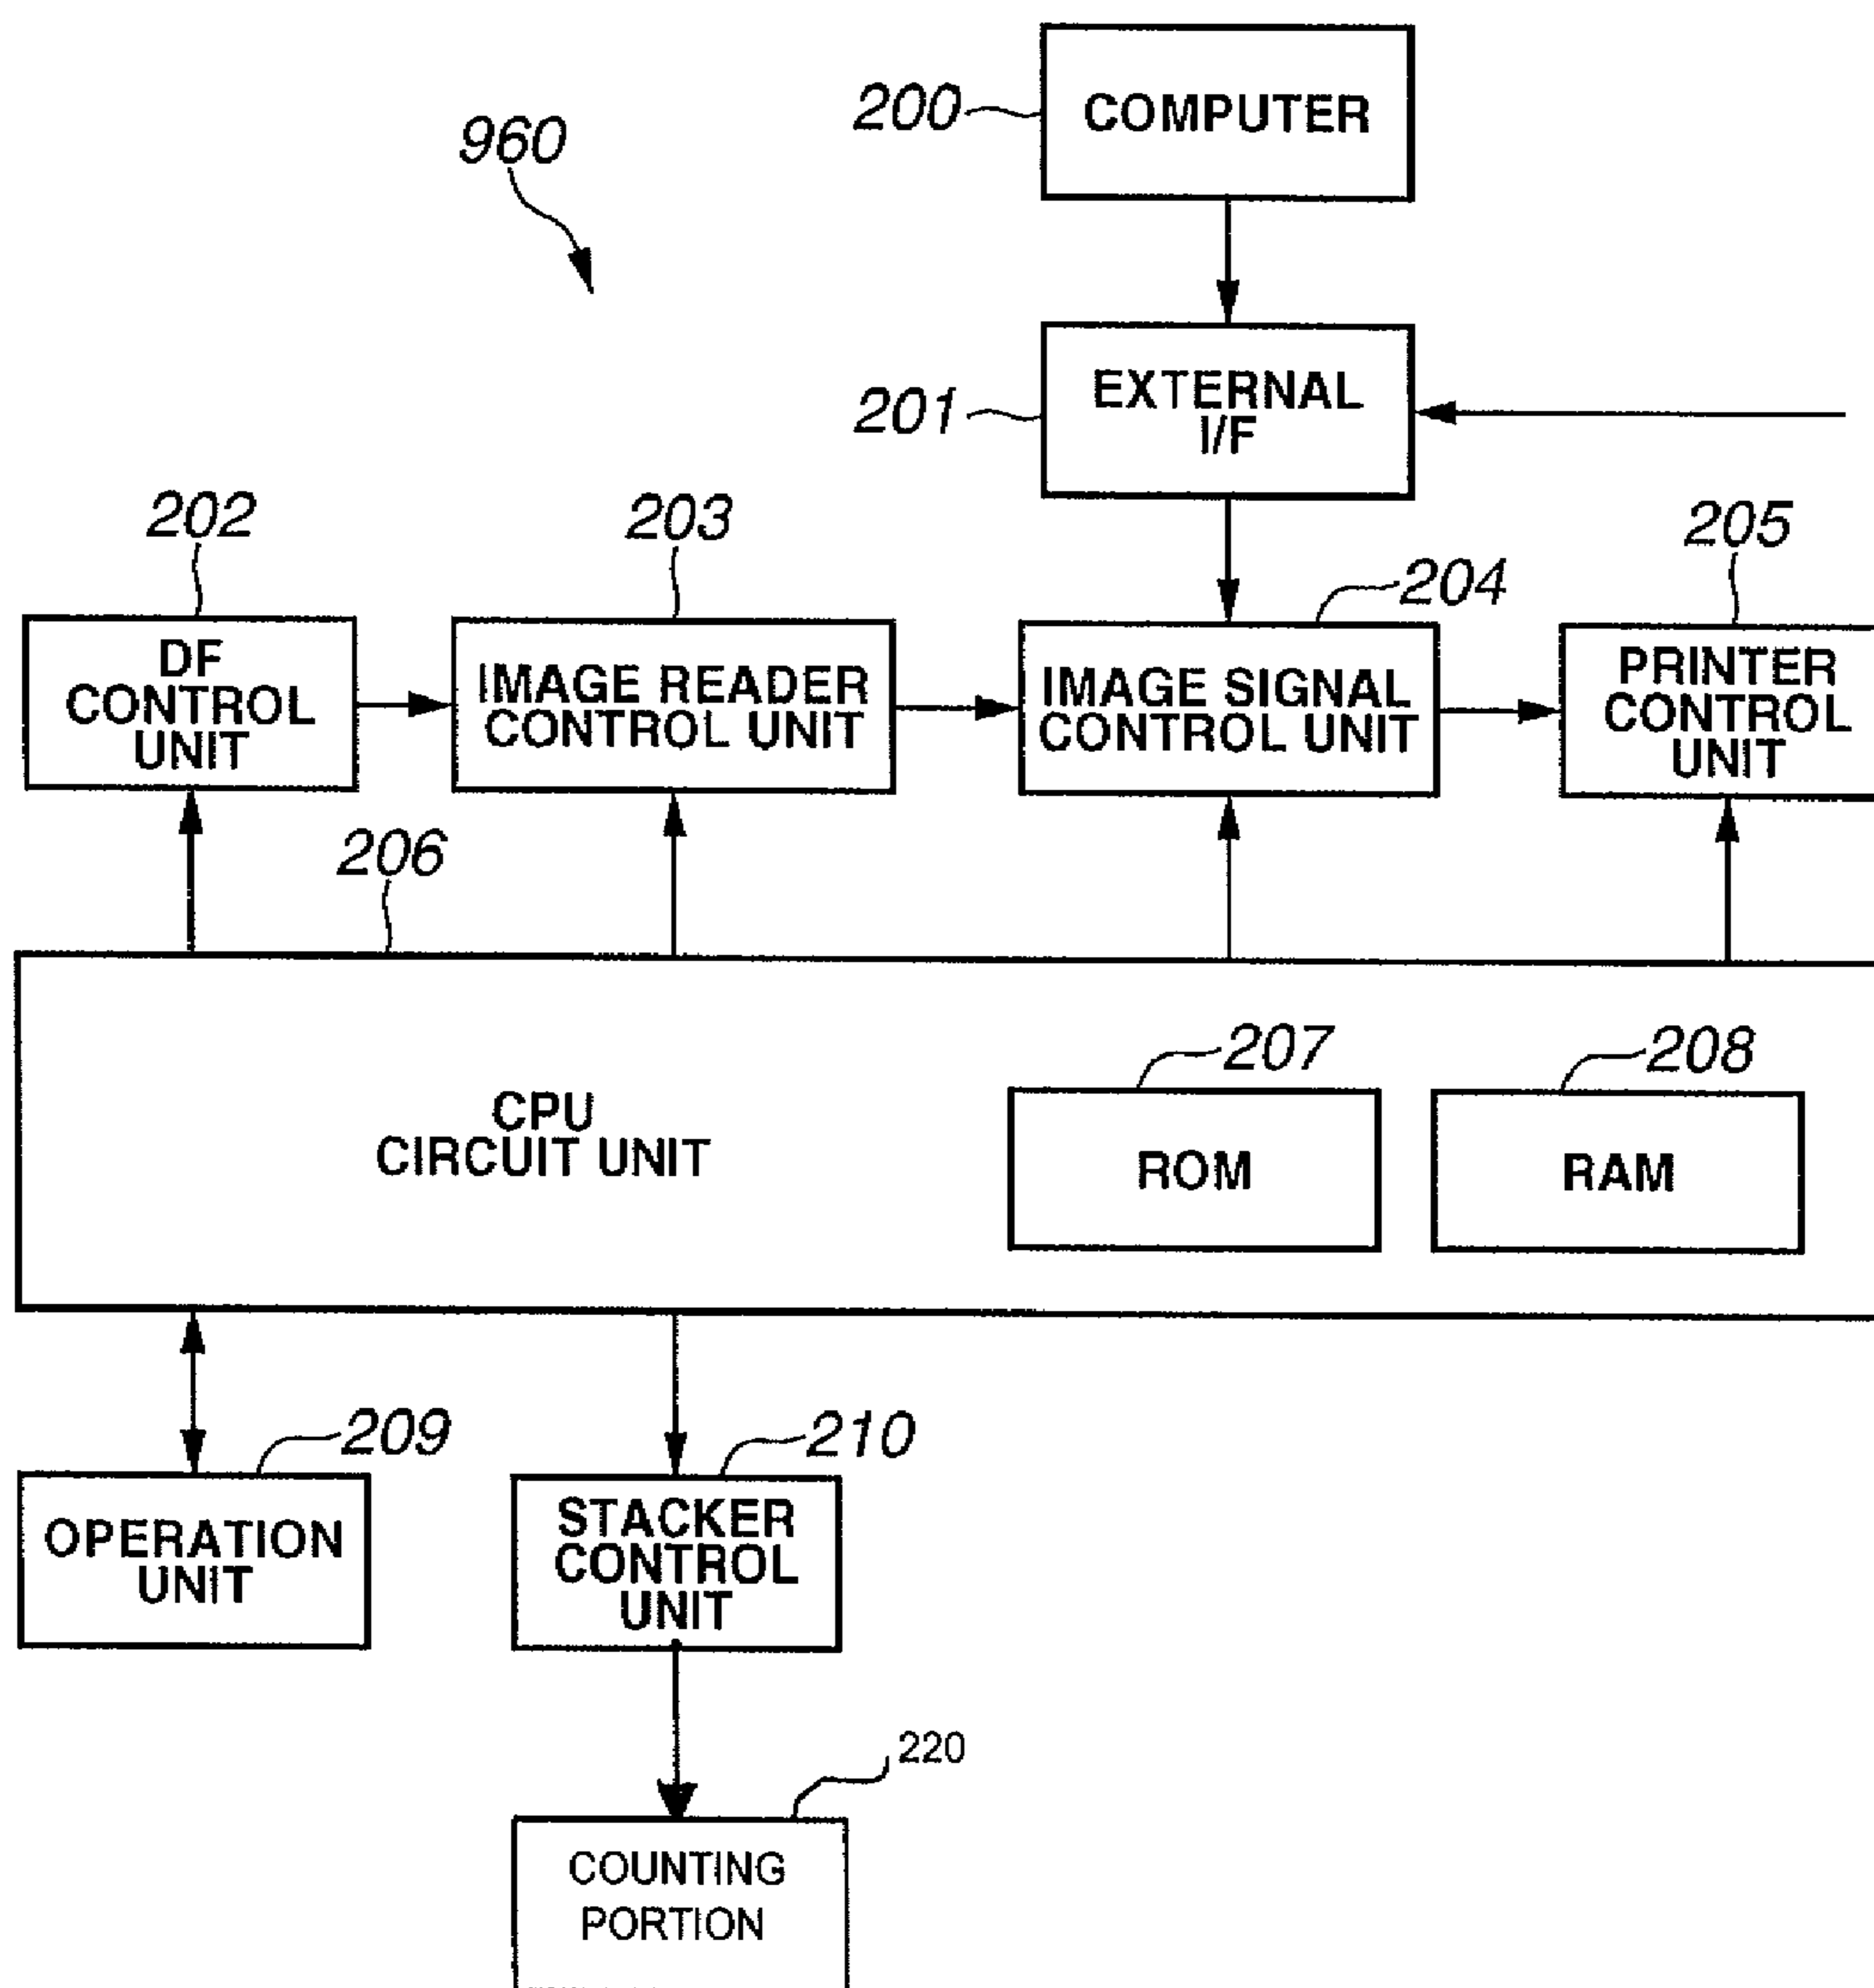 200
COMPUTER
960
201
EXTERNAL
I/F
202
203
204
205
DF
CONTROL
UNIT
IMAGE READER
CONTROL UNIT
IMAGE SIGNAL
CONTROL UNIT
PRINTER
CONTROL
UNIT
206
207
208
CPU
CIRCUIT UNIT
ROM
RAM
209
210
OPERATION
UNIT
STACKER
CONTROL
UNIT
220
COUNTING
PORTION